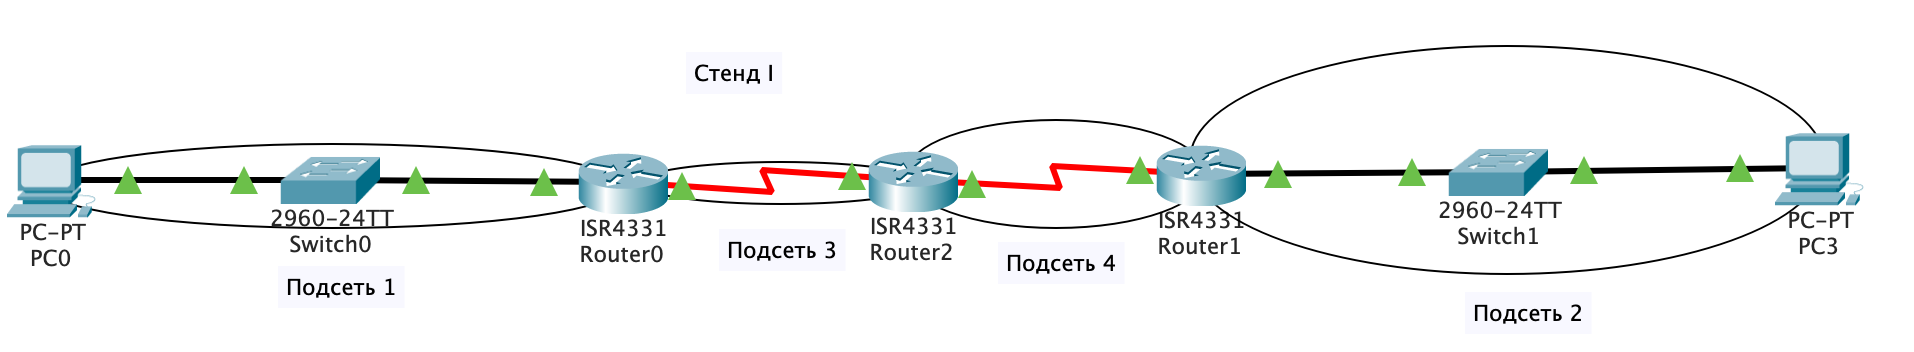 Стенд I
PC-PT
PC0
2960-24TT
Switch0
Подсеть 1
ISR4331
Router0
Подсеть 3
ISR4331
Router2
Подсеть 4
ISR4331
Router1
2960-24TT
Switch1
Подсеть 2
PC-PT
PC3